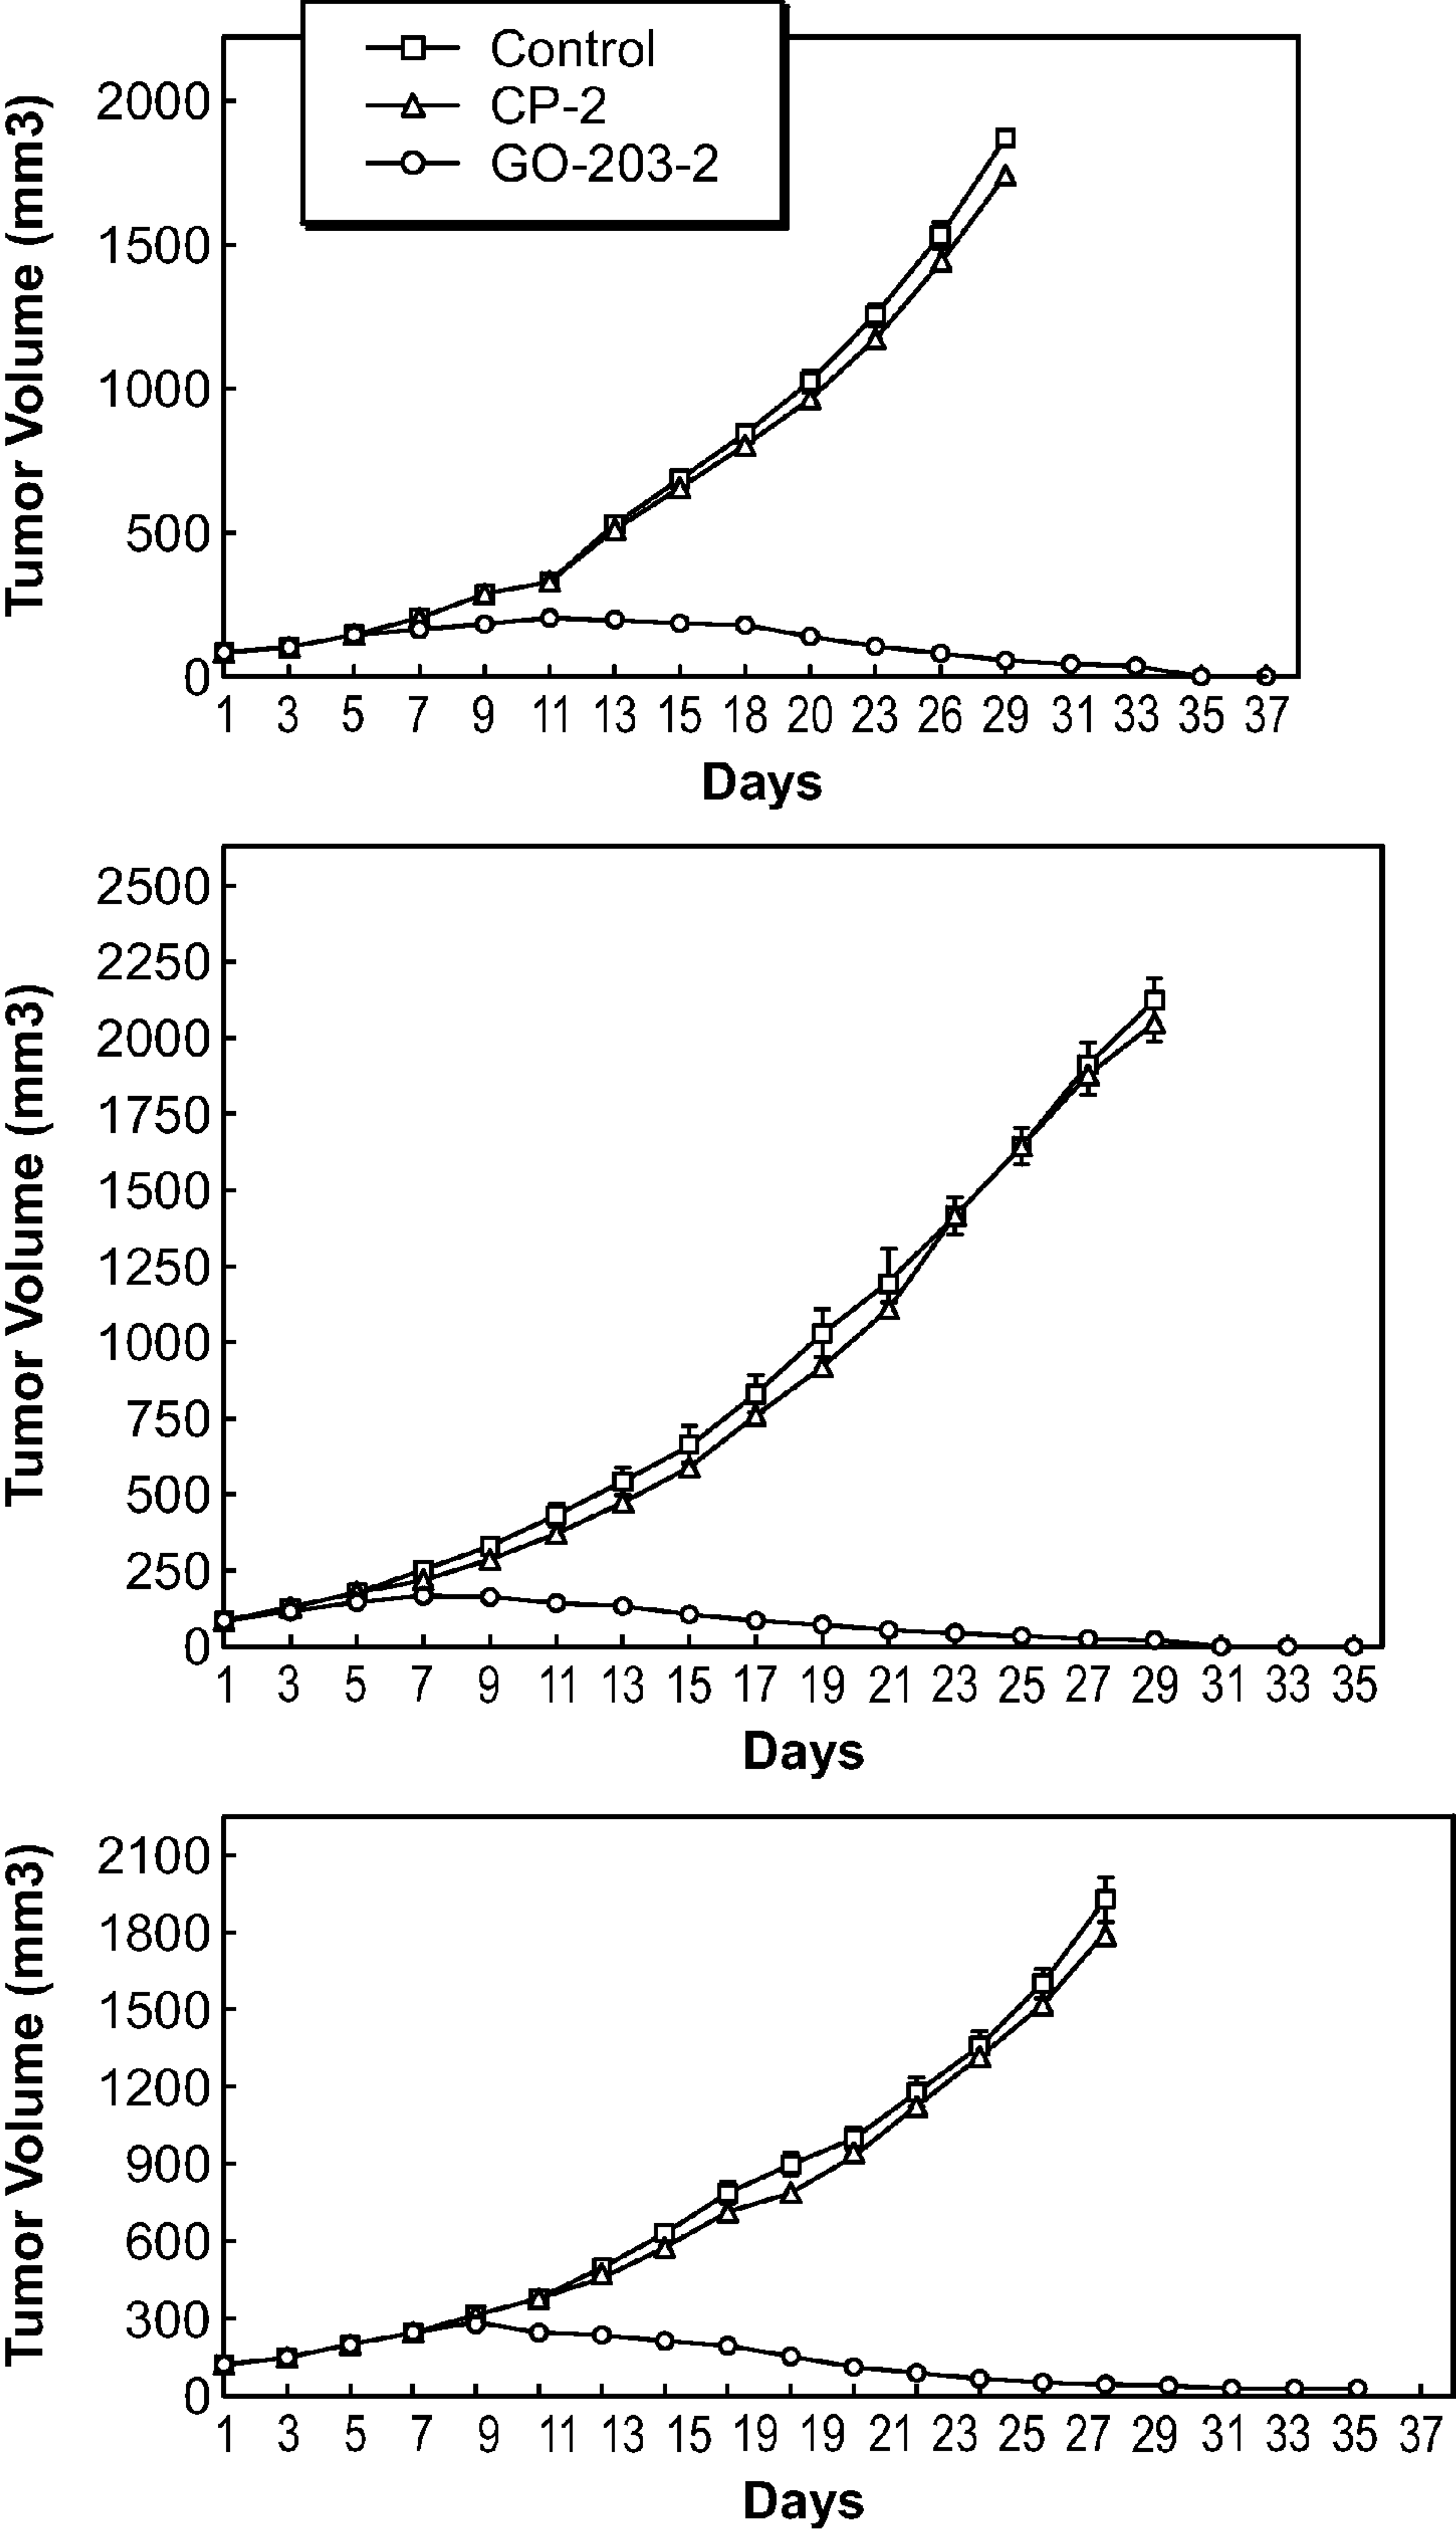 Control
CP-2
GO-203-2
Tumor Volume (mm3)
2000
1500
1000
500
0
1 3 5 7 9 11 13 15 18 20 23 26 29 31 33 35 37
Days
Tumor Volume (mm3)
2500
2250
2000
1750
1500
1250
1000
750
500
250
0
1 3 5 7 9 11 13 15 17 19 21 23 25 27 29 31 33 35
Days
Tumor Volume (mm3)
2100
1800
1500
1200
900
600
300
0
1 3 5 7 9 11 13 15 19 19 21 23 25 27 29 31 33 35 37
Days